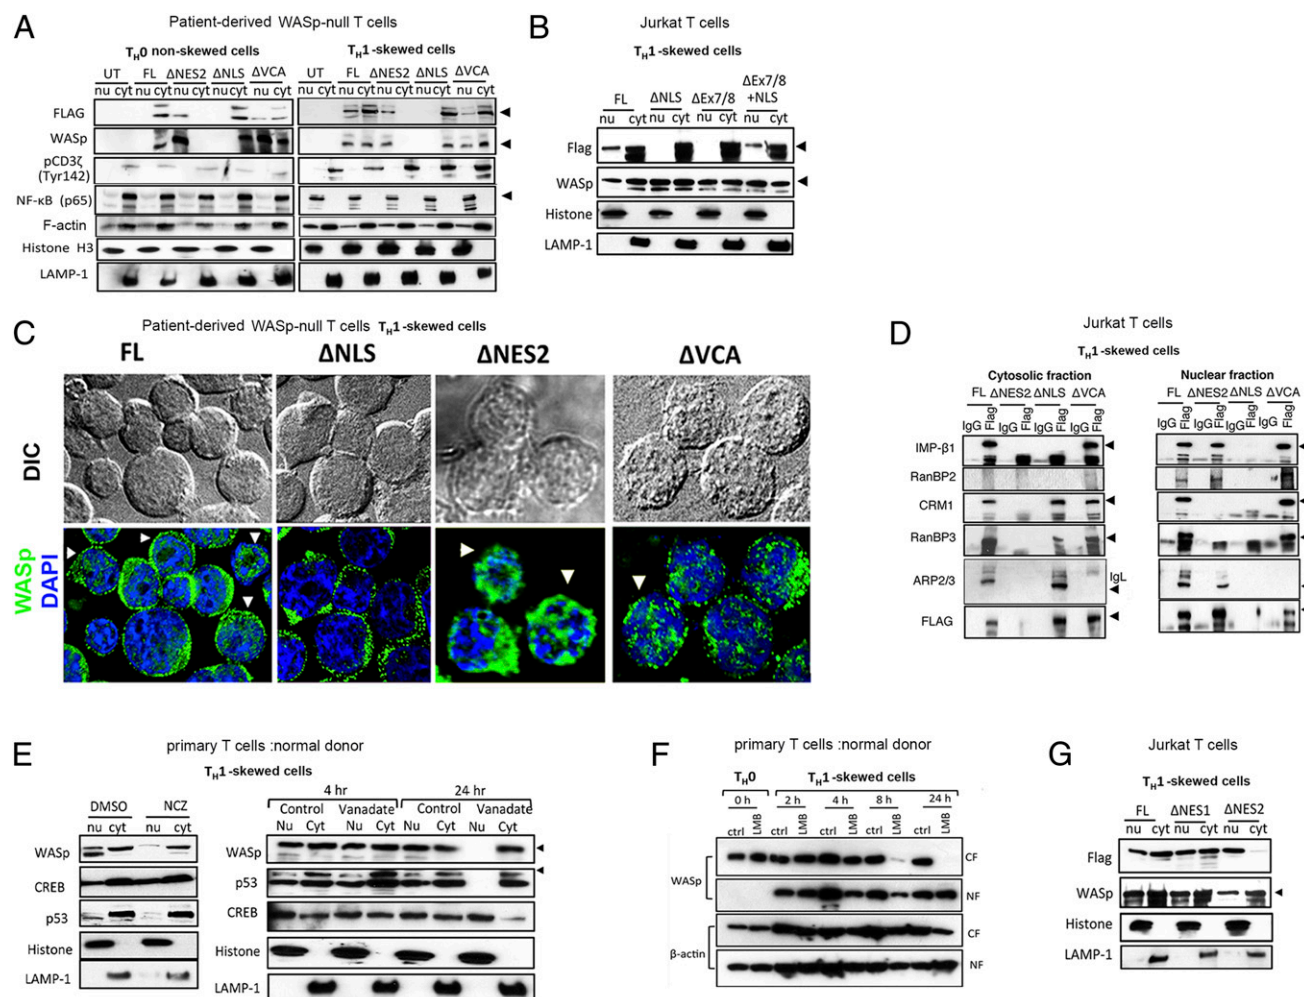 A
Patient-derived WASp-null T cells
TH0 non-skewed cells
TH1-skewed cells
UT FL ΔNES2 ΔNLS ΔVCA
UT FL ΔNES2 ΔNLS ΔVCA
nu cyt nu cyt nu cyt nu cyt nu cyt
nu cyt nu cyt nu cyt nu cyt nu cyt
FLAG
WASp
pCD3ζ
(Tyr142)
NF-κB (p65)
F-actin
Histone H3
LAMP-1
B
Jurkat T cells
TH1-skewed cells
FL ΔNLS ΔEx7/8 ΔEx7/8
+NLS
nu cyt nu cyt nu cyt nu cyt
Flag
WASp
Histone
LAMP-1
C
Patient-derived WASp-null T cells TH1-skewed cells
FL ΔNLS ΔNES2 ΔVCA
DIC
WASp
DAPI
D
Jurkat T cells
TH1-skewed cells
Cytosolic fraction
Nuclear fraction
FL ΔNES2 ΔNLS ΔVCA
FL ΔNES2 ΔNLS ΔVCA
IgG Flag IgG Flag IgG Flag IgG Flag
IgG Flag IgG Flag IgG Flag IgG Flag
IMP-β1
RanBP2
CRM1
RanBP3
ARP2/3
IgL
FLAG
E
primary T cells :normal donor
TH1-skewed cells
DMSO NCZ
nu cyt nu cyt
WASp
CREB
p53
Histone
LAMP-1
4 hr 24 hr
Control Vanadate Control Vanadate
Nu Cyt Nu Cyt Nu Cyt Nu Cyt
WASp
p53
CREB
Histone
LAMP-1
F
primary T cells :normal donor
TH0 TH1-skewed cells
0 h 2 h 4 h 8 h 24 h
ctrl LMB ctrl LMB ctrl LMB ctrl LMB ctrl LMB
WASp
CF
NF
β-actin
CF
NF
G
Jurkat T cells
TH1-skewed cells
FL ΔNES1 ΔNES2
nu cyt nu cyt nu cyt
Flag
WASp
Histone
LAMP-1